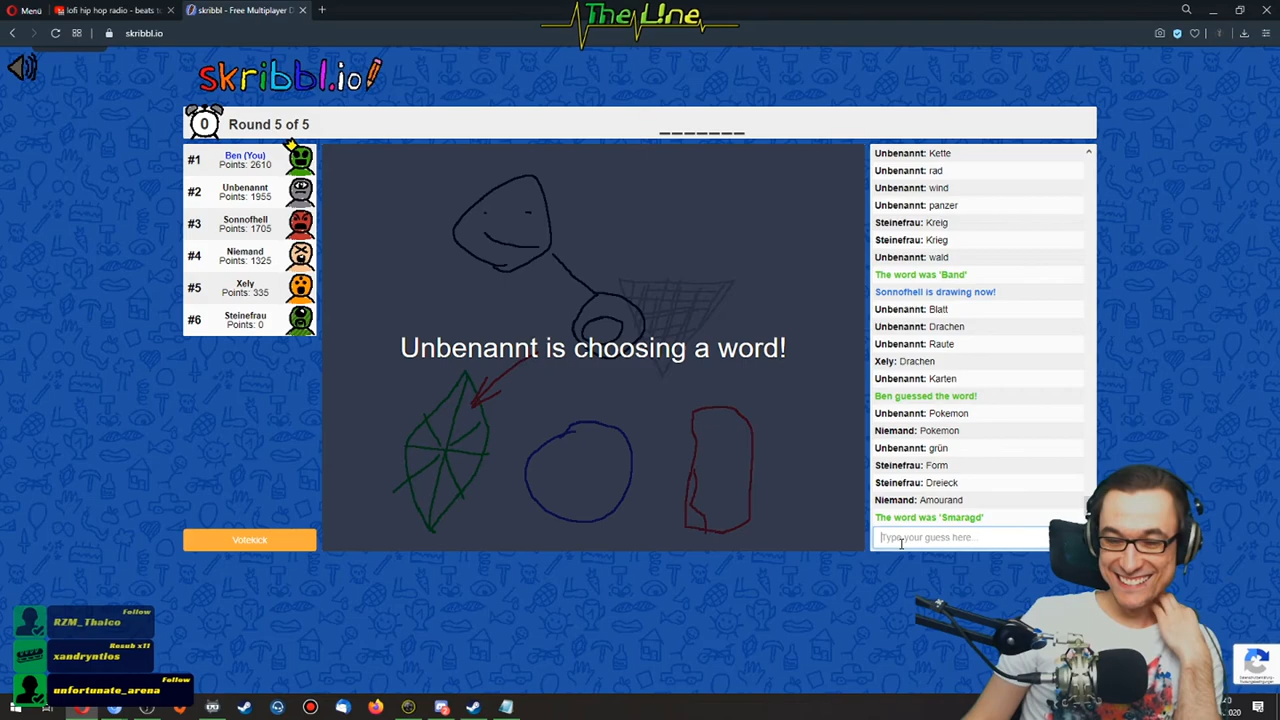 Menü
lofi hip hop radio - beats to
skribbl - Free Multiplayer D
skribbl.io
The L!ne
skribbl.io
0
Round 5 of 5
_ _ _ _ _ _ _
#1 Ben (You)
Points: 2610
#2 Unbenannt
Points: 1955
#3 Sonnofhell
Points: 1705
#4 Niemand
Points: 1325
#5 Xely
Points: 335
#6 Steinefrau
Points: 0
Votekick
Unbenannt is choosing a word!
Unbenannt: Kette
Unbenannt: rad
Unbenannt: wind
Unbenannt: panzer
Steinefrau: Kreig
Steinefrau: Krieg
Unbenannt: wald
The word was 'Band'
Sonnofhell is drawing now!
Unbenannt: Blatt
Unbenannt: Drachen
Unbenannt: Raute
Xely: Drachen
Unbenannt: Karten
Ben guessed the word!
Unbenannt: Pokemon
Niemand: Pokemon
Unbenannt: grün
Steinefrau: Form
Steinefrau: Dreieck
Niemand: Amourand
The word was 'Smaragd'
Type your guess here...
Follow
RZM_Thaico
Resub x11
xandryntios
Follow
unfortunate_arena